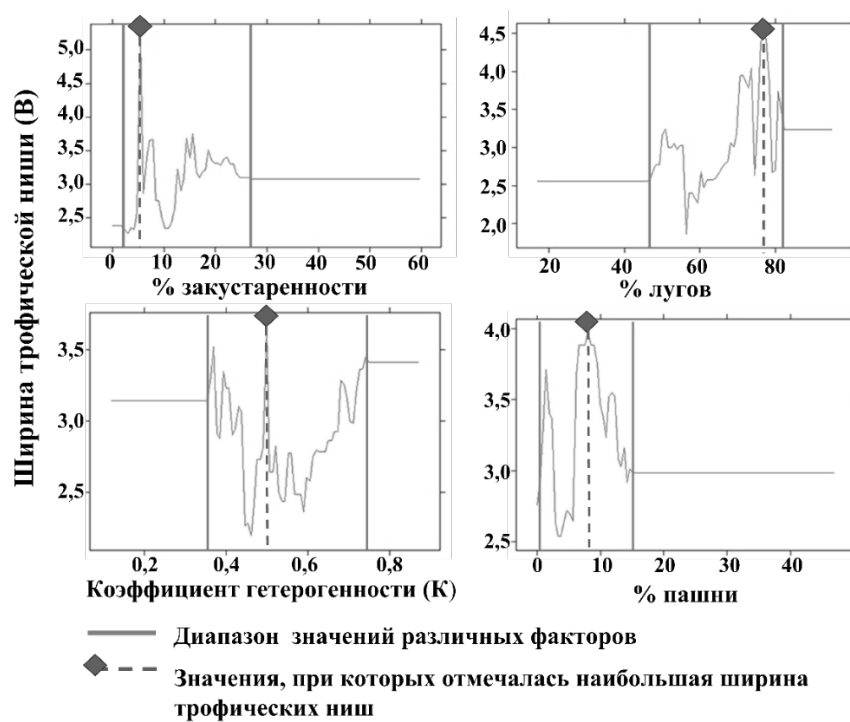 Ширина трофической ниши (В)
5,0
4,5
4,0
3,5
3,0
2,5
0 10 20 30 40 50 60
% закустаренности
4,5
4,0
3,5
3,0
2,5
2,0
20 40 60 80
% лугов
3,5
3,0
2,5
0,2 0,4 0,6 0,8
Коэффициент гетерогенности (К)
4,0
3,5
3,0
2,5
0 10 20 30 40
% пашни
Диапазон значений различных факторов
Значения, при которых отмечалась наибольшая ширина
трофических ниш